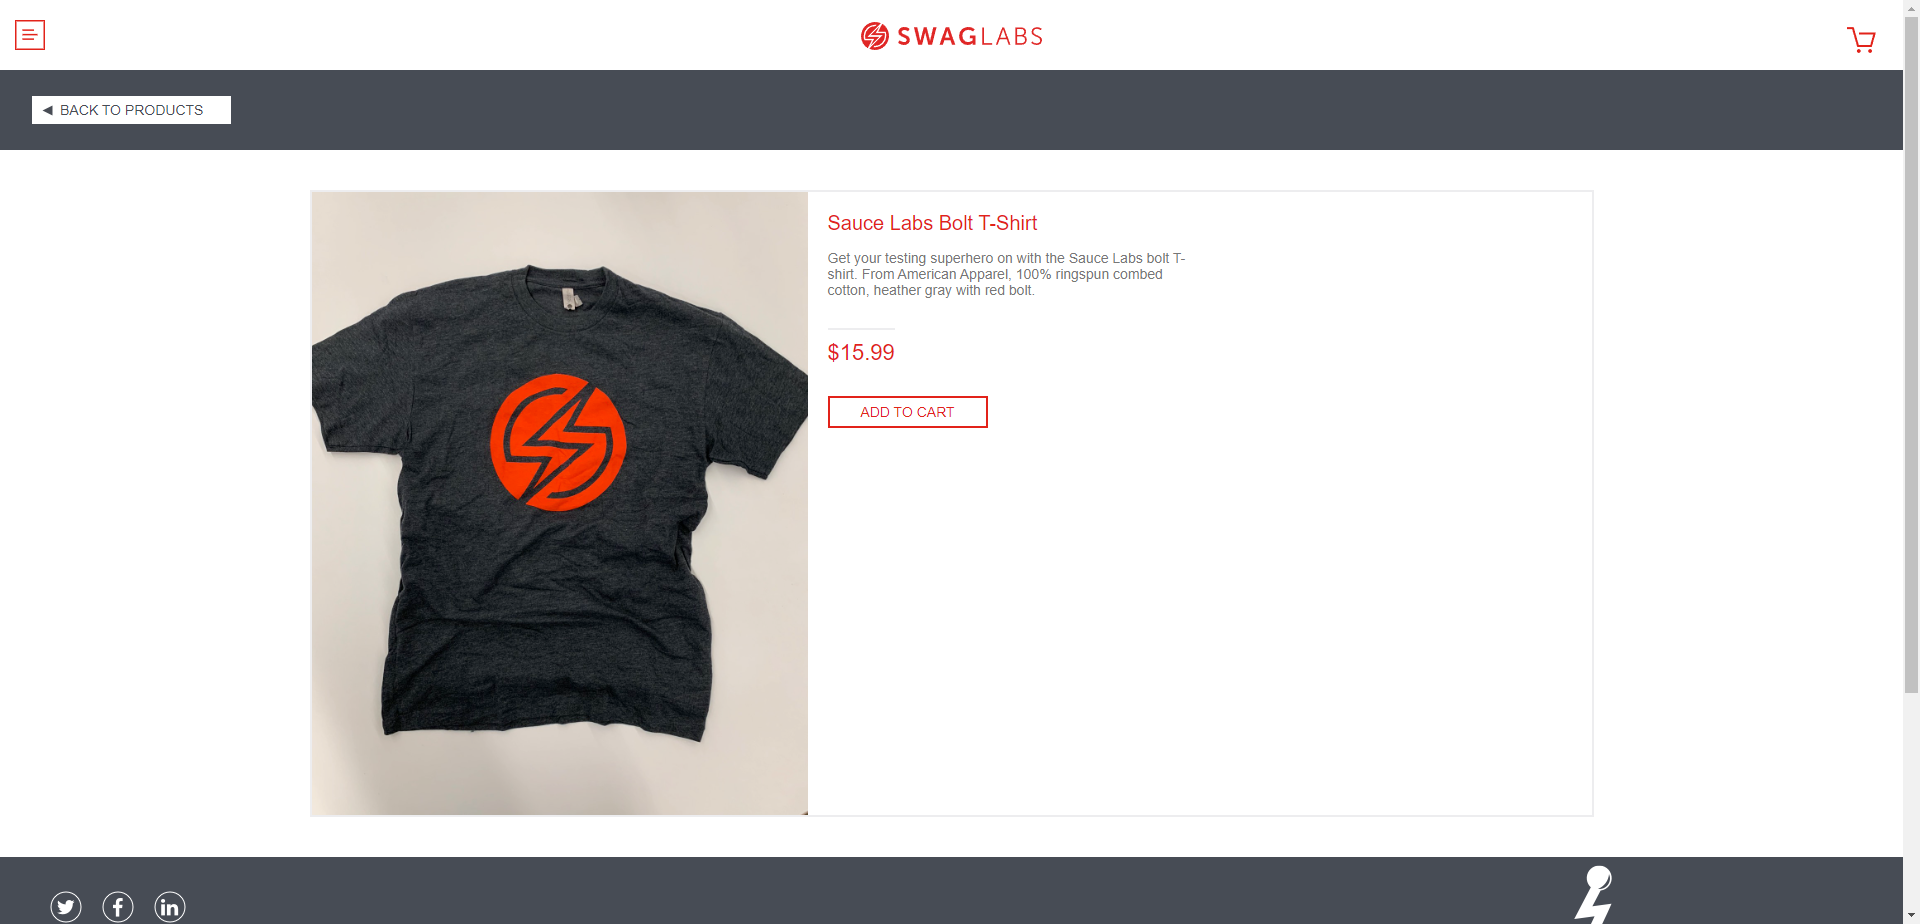 SWAGLABS
◄ BACK TO PRODUCTS
Sauce Labs Bolt T-Shirt
Get your testing superhero on with the Sauce Labs bolt T-
shirt. From American Apparel, 100% ringspun combed
cotton, heather gray with red bolt.
$15.99
ADD TO CART